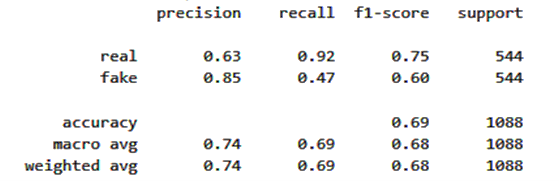 precision recall f1-score support
real 0.63 0.92 0.75 544
fake 0.85 0.47 0.60 544
accuracy 0.69 1088
macro avg 0.74 0.69 0.68 1088
weighted avg 0.74 0.69 0.68 1088